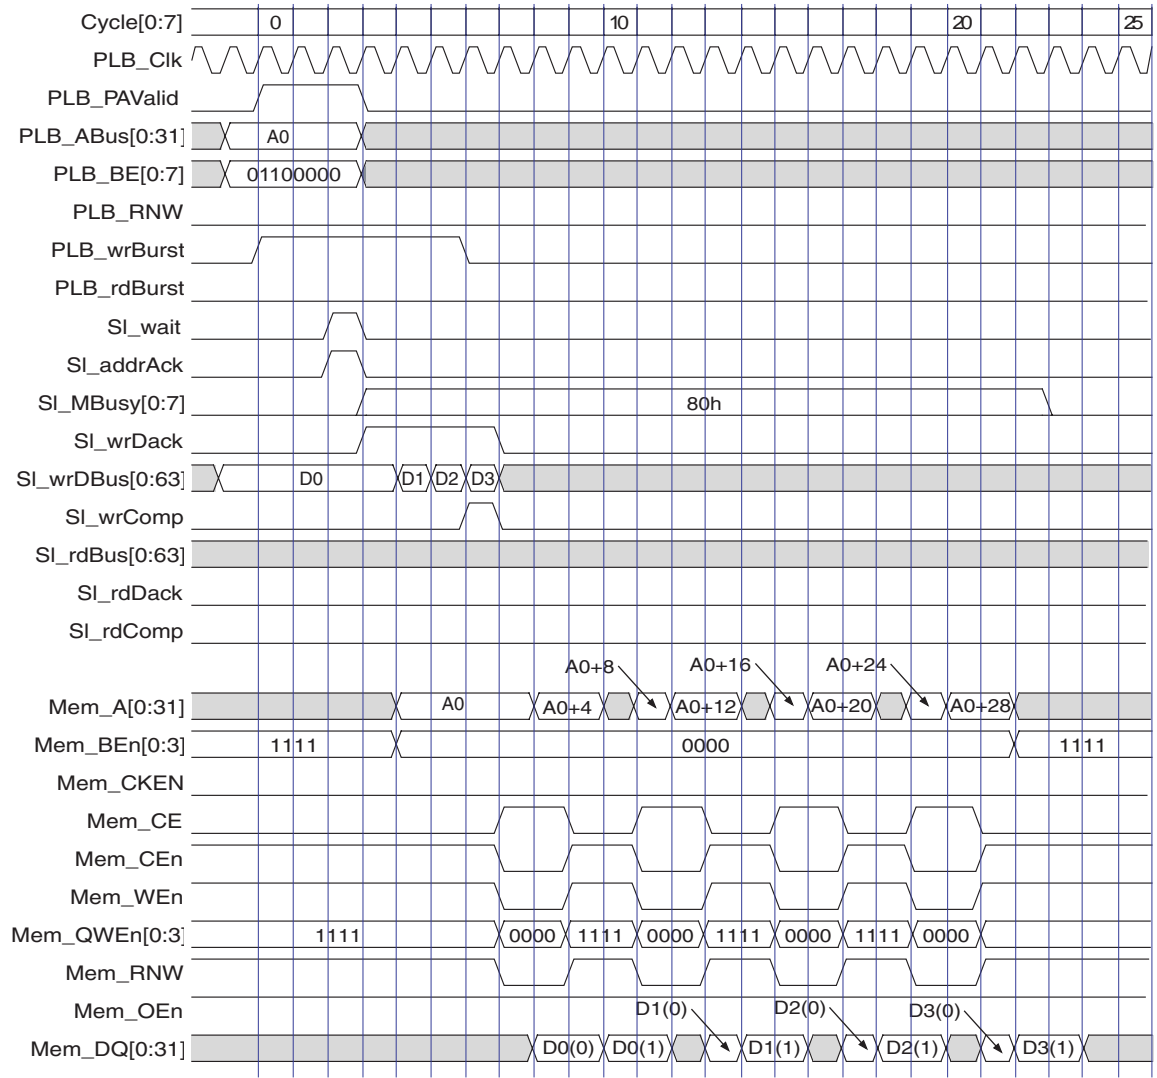 Cycle[0:7] 0 10 20 25
PLB_Clk
PLB_PAValid
PLB_ABus[0:31] A0
PLB_BE[0:7] 01100000
PLB_RNW
PLB_wrBurst
PLB_rdBurst
Sl_wait
Sl_addrAck
Sl_MBusy[0:7] 80h
Sl_wrDack
Sl_wrDBus[0:63] D0 D1 D2 D3
Sl_wrComp
Sl_rdBus[0:63]
Sl_rdDack
Sl_rdComp
A0+8 A0+16 A0+24
Mem_A[0:31] A0 A0+4 A0+12 A0+20 A0+28
Mem_BEn[0:3] 1111 0000 1111
Mem_CKEN
Mem_CE
Mem_CEn
Mem_WEn
Mem_QWEn[0:3] 1111 0000 1111 0000 1111 0000 1111 0000
Mem_RNW
Mem_OEn D1(0) D2(0) D3(0)
Mem_DQ[0:31] D0(0) D0(1) D1(1) D2(1) D3(1)